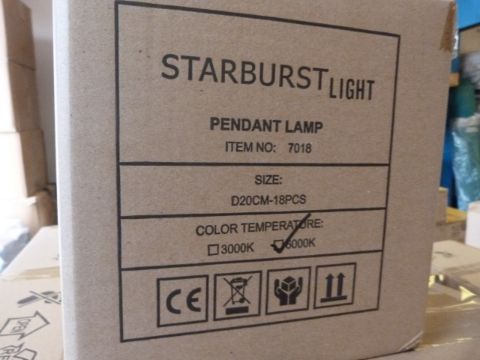 STARBURST LIGHT
PENDANT LAMP
ITEM NO: 7018
SIZE:
D20CM-18PCS
COLOR TEMPERATURE:
3000K 6000K
CE